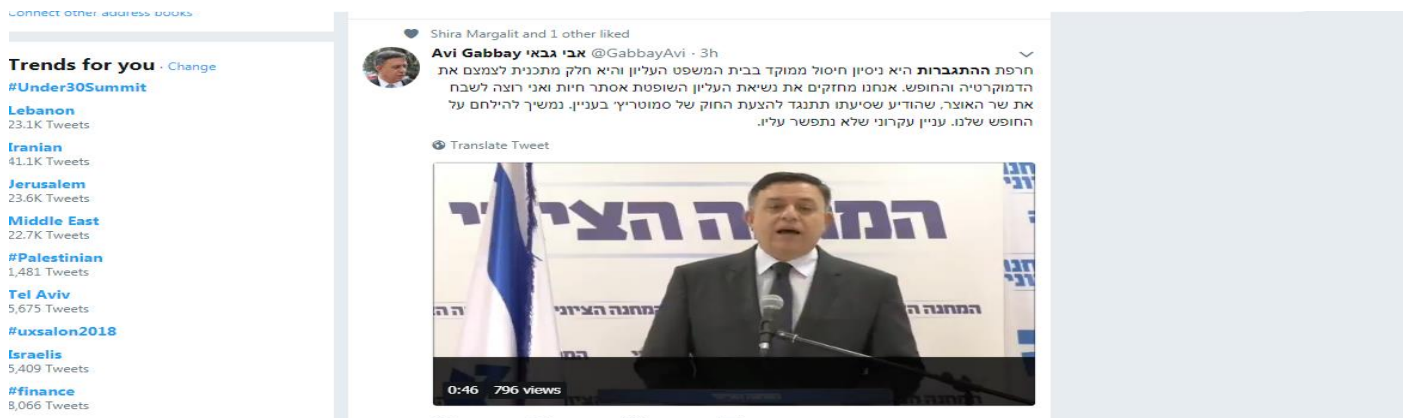 Connect other address books
Trends for you · Change
#Under30Summit
Lebanon
23.1K Tweets
Iranian
41.1K Tweets
Jerusalem
23.6K Tweets
Middle East
22.7K Tweets
#Palestinian
1,481 Tweets
Tel Aviv
5,675 Tweets
#uxsalon2018
Israelis
5,409 Tweets
#finance
8,066 Tweets
Shira Margalit and 1 other liked
Avi Gabbay אבי גבאי @GabbayAvi · 3h
חרפת ההתגברות היא ניסיון חיסול ממוקד בבית המשפט העליון והיא חלק מתכנית לצמצם את
הדמוקרטיה והחופש. אנחנו מחזקים את נשיאת העליון השופטת אסתר חיות ואני רוצה לשבח
את שר האוצר, שהודיע שסיעתו תתנגד להצעת החוק של סמוטריץ' בעניין. נמשיך להילחם על
החופש שלנו. עניין עקרוני שלא נתפשר עליו.
Translate Tweet
המחנה הציוני
המחנה הציוני
המחנה
0:46 796 views